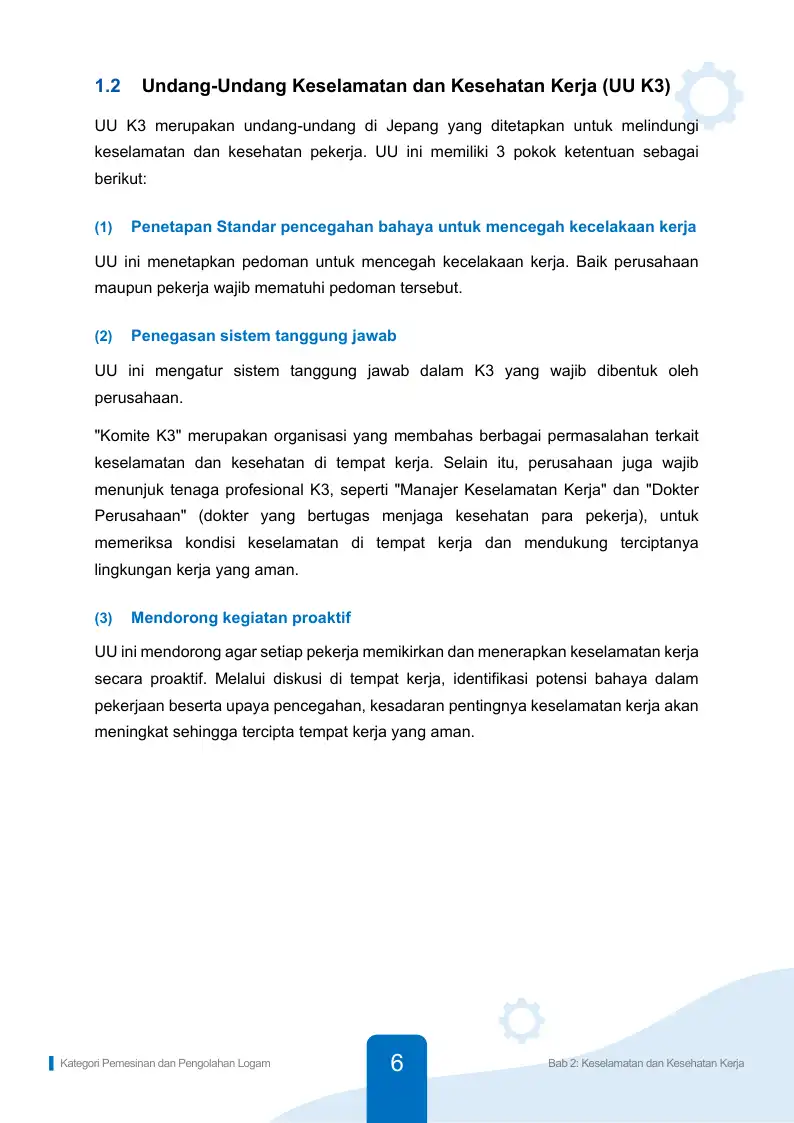 1.2 Undang-Undang Keselamatan dan Kesehatan Kerja (UU K3)
UU K3 merupakan undang-undang di Jepang yang ditetapkan untuk melindungi
keselamatan dan kesehatan pekerja. UU ini memiliki 3 pokok ketentuan sebagai
berikut:
(1) Penetapan Standar pencegahan bahaya untuk mencegah kecelakaan kerja
UU ini menetapkan pedoman untuk mencegah kecelakaan kerja. Baik perusahaan
maupun pekerja wajib mematuhi pedoman tersebut.
(2) Penegasan sistem tanggung jawab
UU ini mengatur sistem tanggung jawab dalam K3 yang wajib dibentuk oleh
perusahaan.
"Komite K3" merupakan organisasi yang membahas berbagai permasalahan terkait
keselamatan dan kesehatan di tempat kerja. Selain itu, perusahaan juga wajib
menunjuk tenaga profesional K3, seperti "Manajer Keselamatan Kerja" dan "Dokter
Perusahaan" (dokter yang bertugas menjaga kesehatan para pekerja), untuk
memeriksa kondisi keselamatan di tempat kerja dan mendukung terciptanya
lingkungan kerja yang aman.
(3) Mendorong kegiatan proaktif
UU ini mendorong agar setiap pekerja memikirkan dan menerapkan keselamatan kerja
secara proaktif. Melalui diskusi di tempat kerja, identifikasi potensi bahaya dalam
pekerjaan beserta upaya pencegahan, kesadaran pentingnya keselamatan kerja akan
meningkat sehingga tercipta tempat kerja yang aman.
Kategori Pemesinan dan Pengolahan Logam
6
Bab 2: Keselamatan dan Kesehatan Kerja